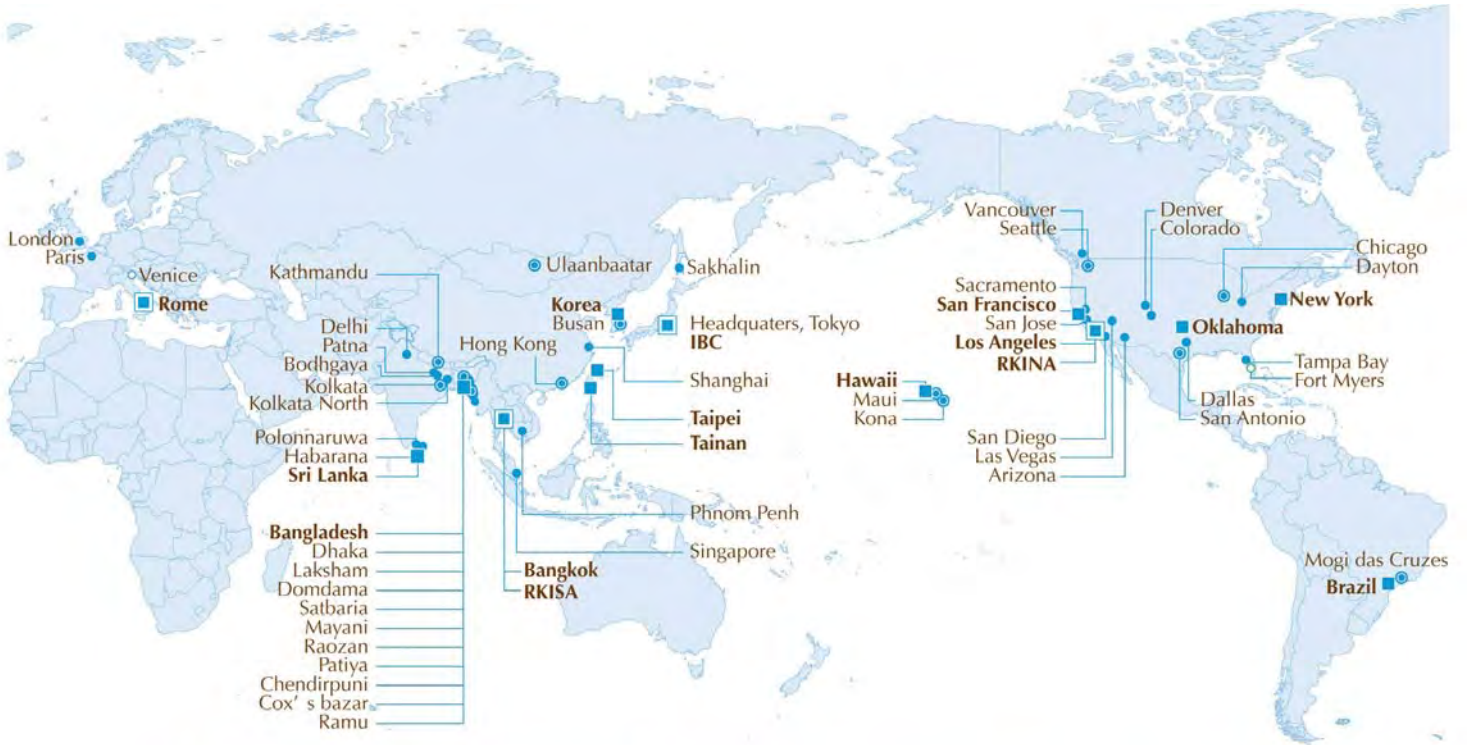 London
Paris
Venice
Rome
Kathmandu
Delhi
Patna
Bodhgaya
Kolkata
Kolkata North
Polonnaruwa
Habarana
Sri Lanka
Bangladesh
Dhaka
Laksham
Domdama
Satbaria
Mayani
Raozan
Patiya
Chendirpuni
Cox’ s bazar
Ramu
Ulaanbaatar
Sakhalin
Korea
Busan
Hong Kong
Headquaters, Tokyo
IBC
Shanghai
Taipei
Tainan
Phnom Penh
Singapore
Bangkok
RKISA
Hawaii
Maui
Kona
Vancouver
Seattle
Sacramento
San Francisco
San Jose
Los Angeles
RKINA
San Diego
Las Vegas
Arizona
Denver
Colorado
Chicago
Dayton
New York
Oklahoma
Tampa Bay
Fort Myers
Dallas
San Antonio
Mogi das Cruzes
Brazil